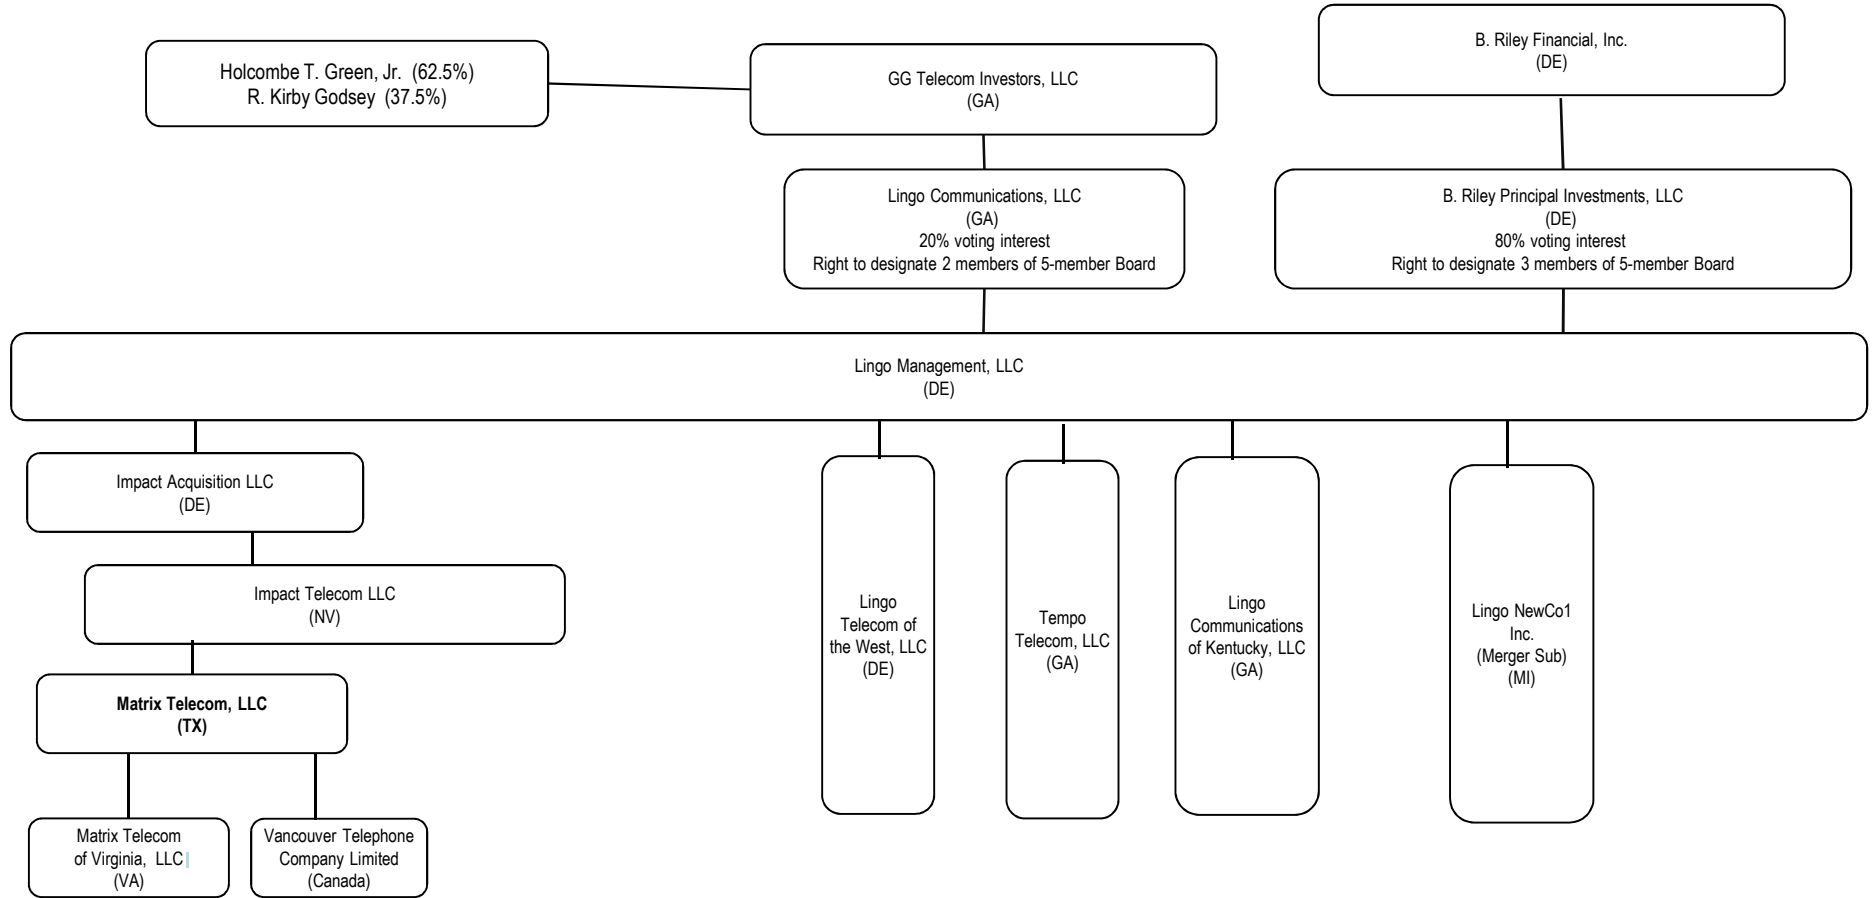 Holcombe T. Green, Jr. (62.5%)
R. Kirby Godsey (37.5%)
GG Telecom Investors, LLC
(GA)
B. Riley Financial, Inc.
(DE)
Lingo Communications, LLC
(GA)
20% voting interest
Right to designate 2 members of 5-member Board
B. Riley Principal Investments, LLC
(DE)
80% voting interest
Right to designate 3 members of 5-member Board
Lingo Management, LLC
(DE)
Impact Acquisition LLC
(DE)
Impact Telecom LLC
(NV)
Matrix Telecom, LLC
(TX)
Matrix Telecom
of Virginia, LLC
(VA)
Vancouver Telephone
Company Limited
(Canada)
Lingo
Telecom of
the West, LLC
(DE)
Tempo
Telecom, LLC
(GA)
Lingo
Communications
of Kentucky, LLC
(GA)
Lingo NewCo1
Inc.
(Merger Sub)
(MI)